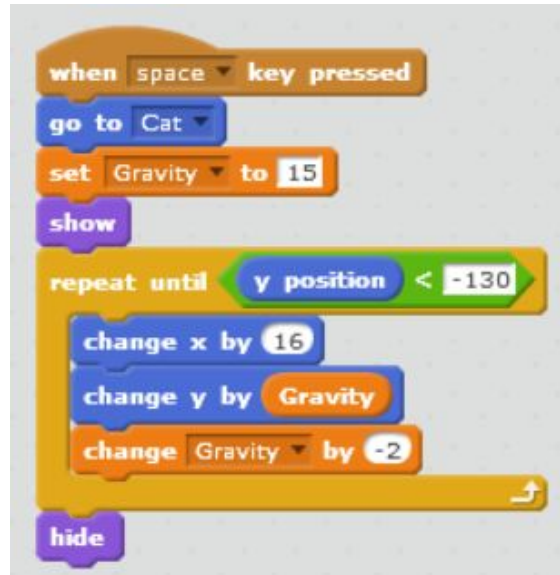 when space key pressed
go to Cat
set Gravity to 15
show
repeat until y position < -130
change x by 16
change y by Gravity
change Gravity by -2
hide